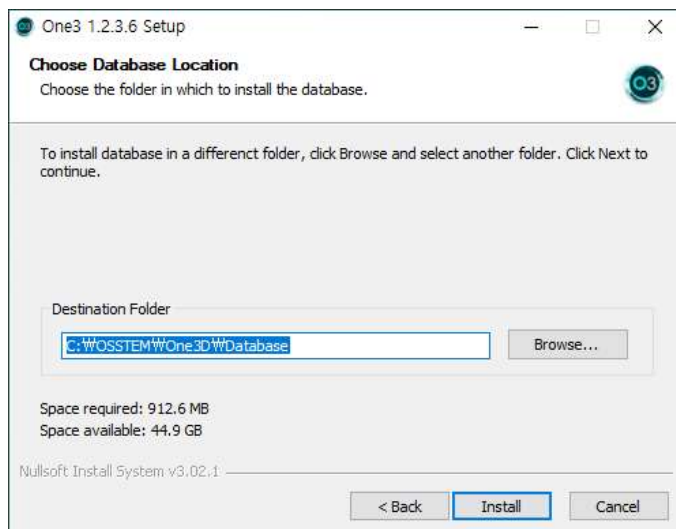 One3 1.2.3.6 Setup
Choose Database Location
Choose the folder in which to install the database.
O3
To install database in a differenct folder, click Browse and select another folder. Click Next to
continue.
Destination Folder
C:₩OSSTEM₩One3D₩Database
Browse...
Space required: 912.6 MB
Space available: 44.9 GB
Nullsoft Install System v3.02.1
< Back
Install
Cancel